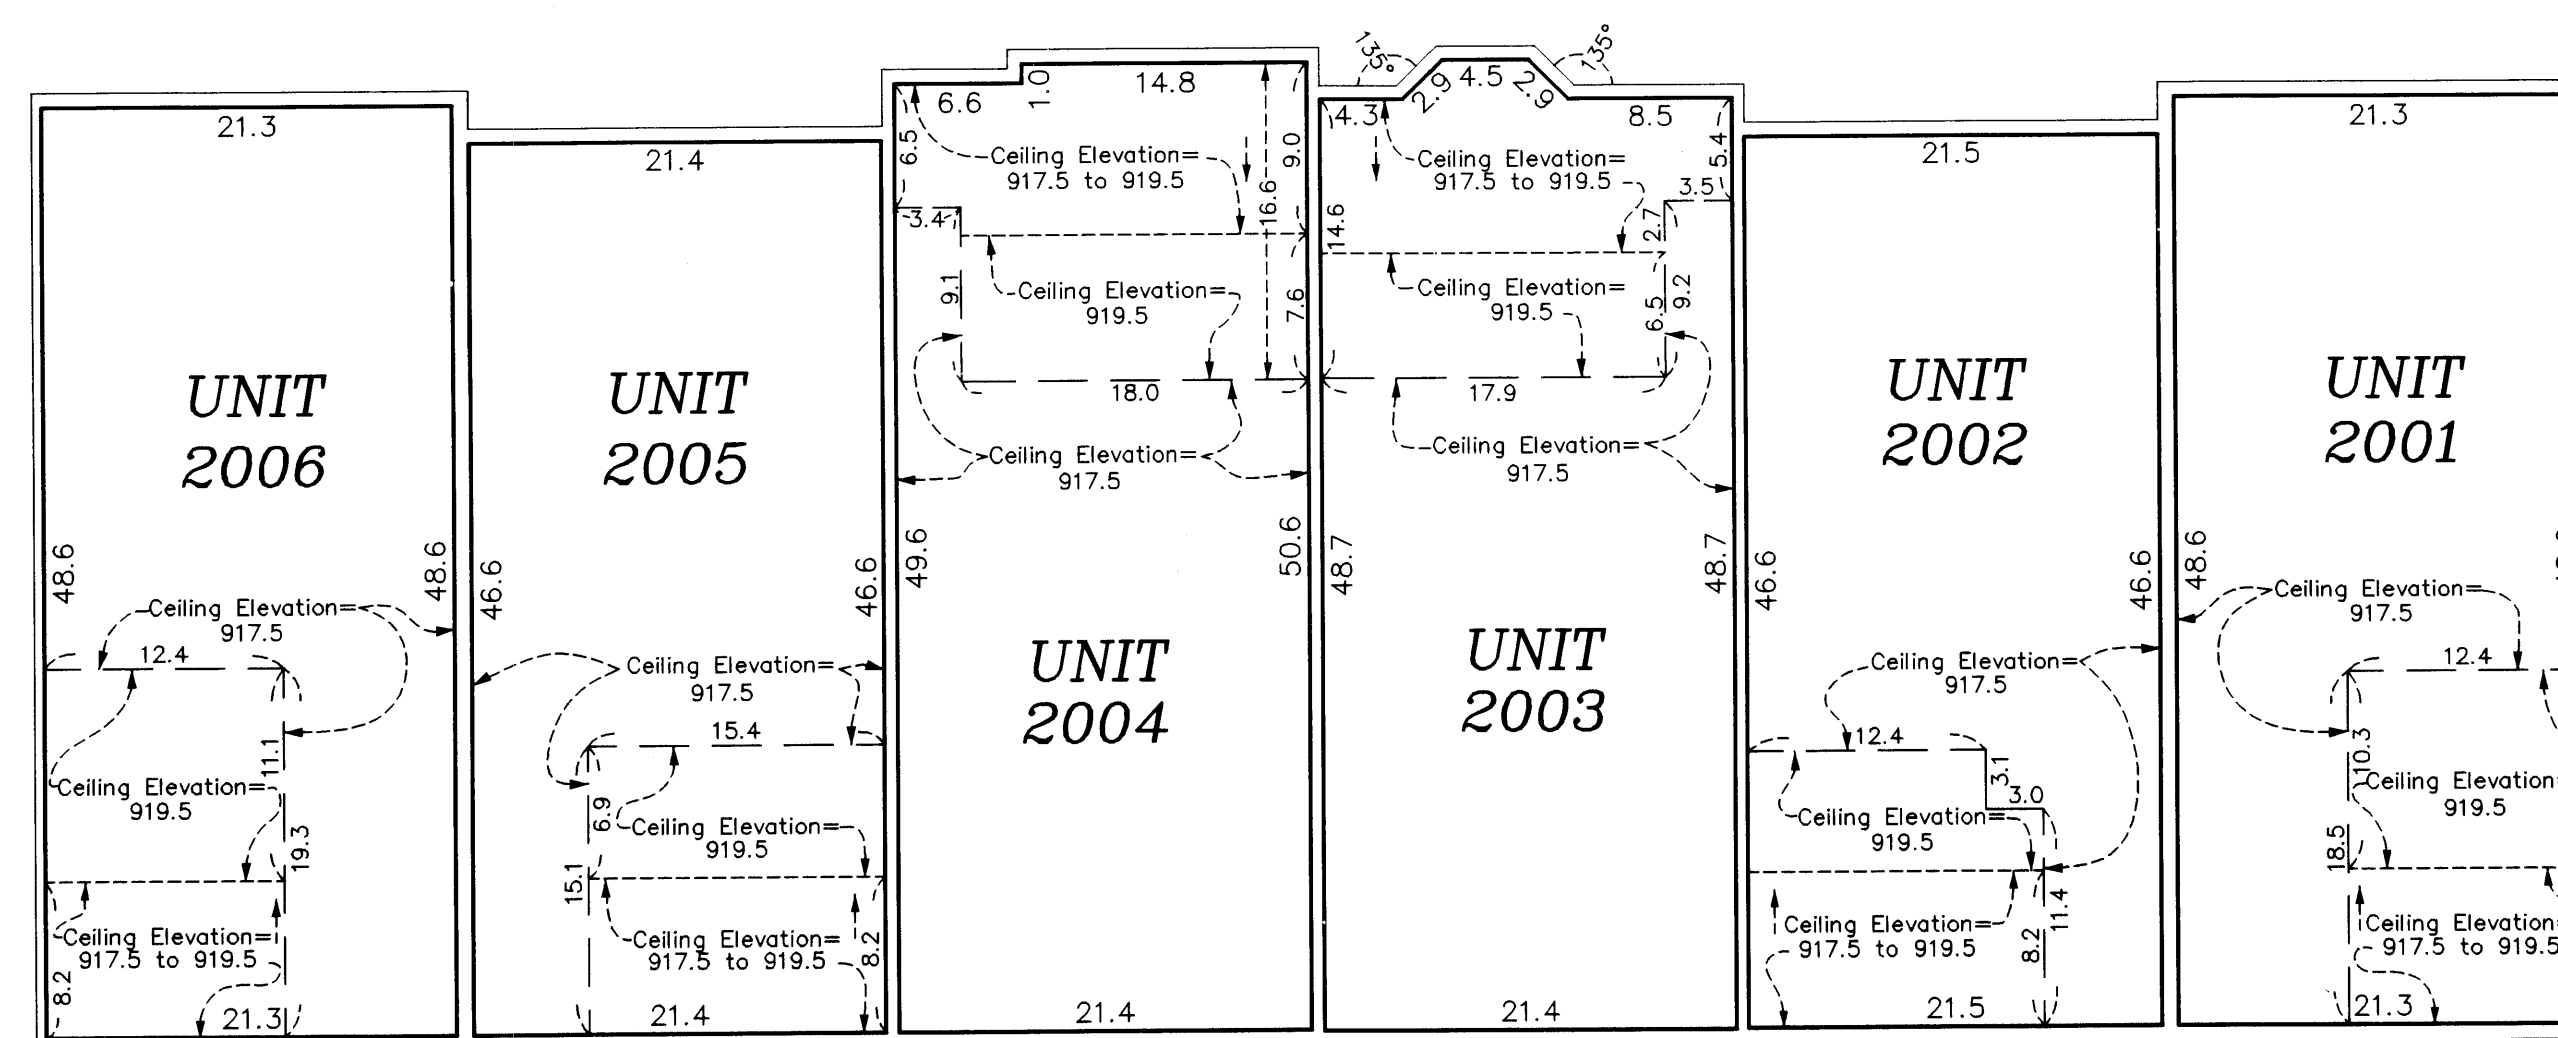 21.3
UNIT
2006
48.6
48.6
Ceiling Elevation=
917.5
12.4
11.1
Ceiling Elevation=
919.5
19.3
Ceiling Elevation=
917.5 to 919.5
8.2
21.3
21.4
UNIT
2005
46.6
46.6
Ceiling Elevation=
917.5
15.4
6.9
Ceiling Elevation=
919.5
15.1
Ceiling Elevation=
917.5 to 919.5
8.2
21.4
6.6
1.0
14.8
6.5
Ceiling Elevation=
917.5 to 919.5
9.0
16.6
3.4
9.1
Ceiling Elevation=
919.5
7.6
18.0
Ceiling Elevation=
917.5
49.6
50.6
UNIT
2004
21.4
135°
135°
4.3
2.9
4.5
2.9
8.5
Ceiling Elevation=
917.5 to 919.5
5.4
3.5
14.6
2.7
Ceiling Elevation=
919.5
6.5
9.2
17.9
Ceiling Elevation=
917.5
48.7
48.7
UNIT
2003
21.4
21.5
UNIT
2002
46.6
46.6
Ceiling Elevation=
917.5
12.4
3.1
3.0
Ceiling Elevation=
919.5
11.4
Ceiling Elevation=
917.5 to 919.5
8.2
21.5
21.3
UNIT
2001
48.6
Ceiling Elevation=
917.5
12.4
10.3
Ceiling Elevation=
919.5
18.5
Ceiling Elevation=
917.5 to 919.5
21.3